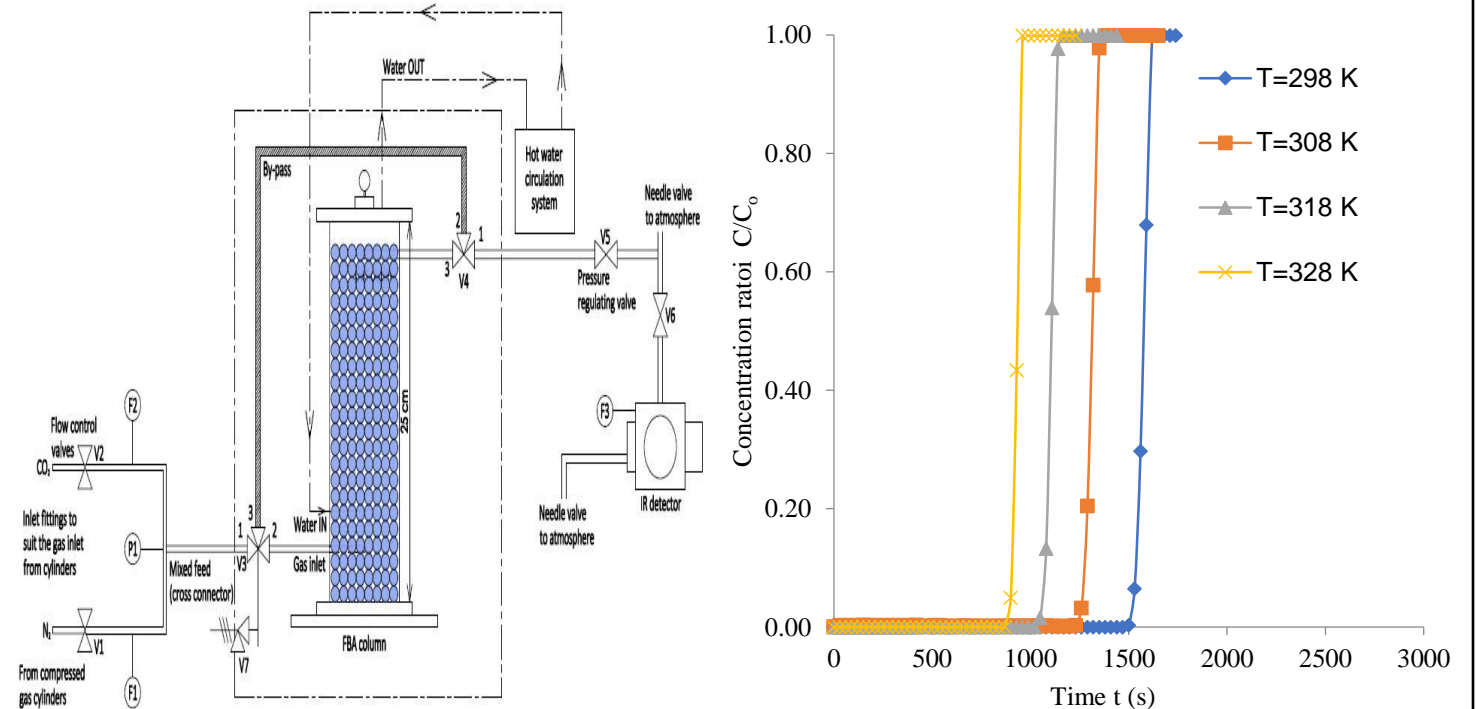 Water OUT
By-pass
Hot water
circulation
system
Needle valve
to atmosphere
2
1
3
V4
V5
Pressure
regulating valve
V6
25 cm
F2
Flow control
valves
V2
CO₂
F3
IR detector
Needle valve
to atmosphere
Inlet fittings to
suit the gas inlet
from cylinders
P1
3
1
2
V3
Water IN
Gas inlet
Mixed feed
(cross connector)
N₂
V1
V7
FBA column
From compressed
gas cylinders
F1
Concentration ratoi C/Cₒ
1.00
0.80
0.60
0.40
0.20
0.00
0
500
1000
1500
2000
2500
3000
Time t (s)
T=298 K
T=308 K
T=318 K
T=328 K